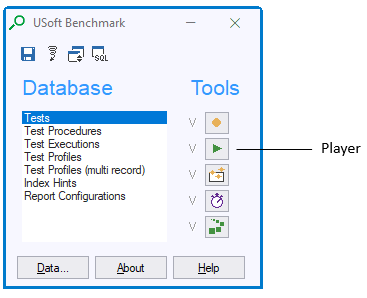 USoft Benchmark
SQL
Database
Tools
Tests
Test Procedures
Test Executions
Test Profiles
Test Profiles (multi record)
Index Hints
Report Configurations
Player
Data...
About
Help